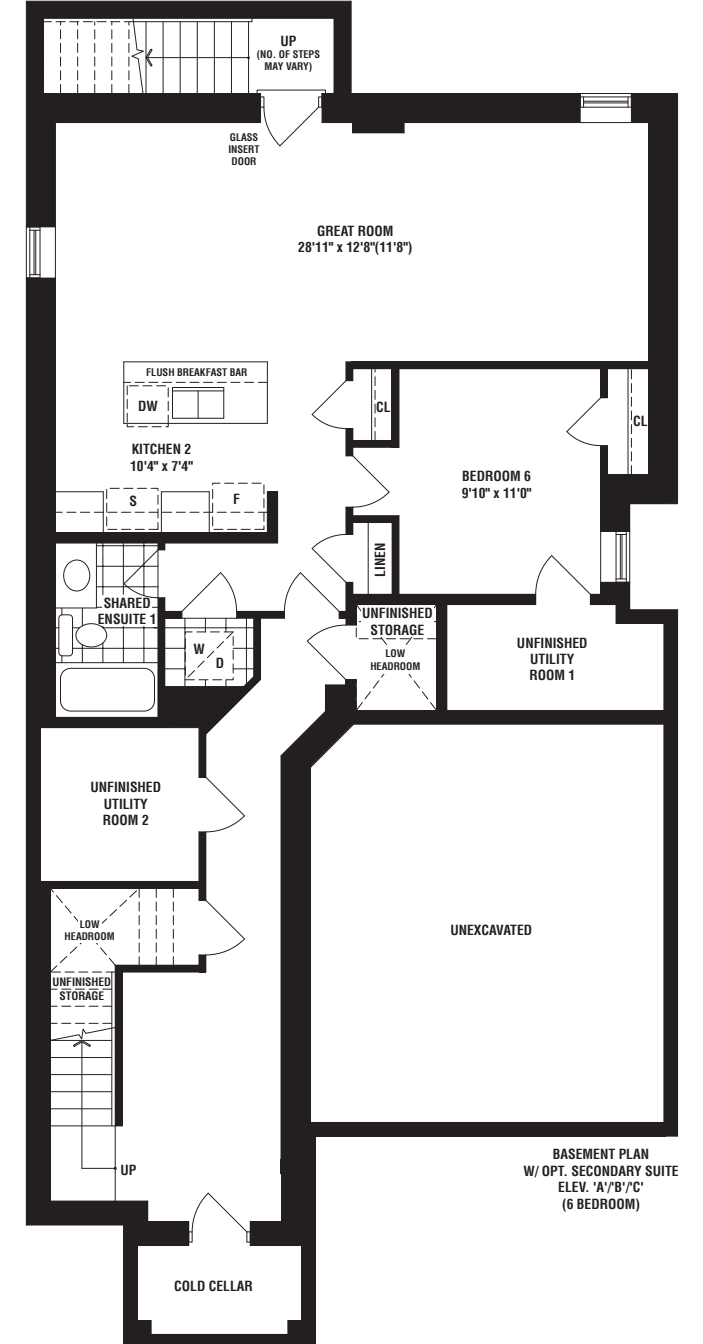 UP
(NO. OF STEPS
MAY VARY)
GLASS
INSERT
DOOR
GREAT ROOM
28'11" x 12'8"(11'8")
FLUSH BREAKFAST BAR
DW
CL
CL
KITCHEN 2
10'4" x 7'4"
BEDROOM 6
9'10" x 11'0"
S
F
LINEN
SHARED
ENSUITE 1
UNFINISHED
STORAGE
LOW
HEADROOM
UNFINISHED
UTILITY
ROOM 1
W
D
UNFINISHED
UTILITY
ROOM 2
LOW
HEADROOM
UNEXCAVATED
UNFINISHED
STORAGE
UP
BASEMENT PLAN
W/ OPT. SECONDARY SUITE
ELEV. 'A'/'B'/'C'
(6 BEDROOM)
COLD CELLAR